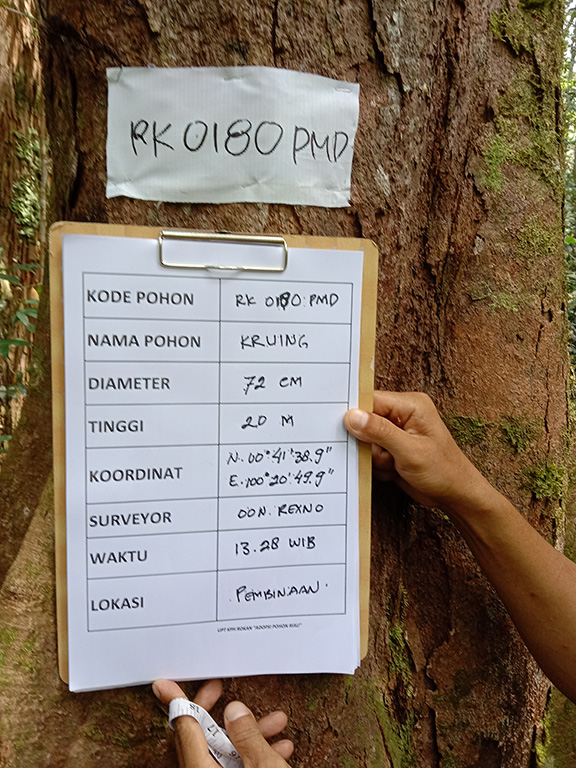 RK 0180 PMD
KODE POHON RK 0180 PMD
NAMA POHON KRUING
DIAMETER 72 CM
TINGGI 20 M
KOORDINAT N. 00° 41' 38.9"
E. 100° 20' 49.9"
SURVEYOR DON. REXNO
WAKTU 13.28 WIB
LOKASI PEMBINAAN
UPT KPH ROKAN "ADOPSI POHON RIAU"